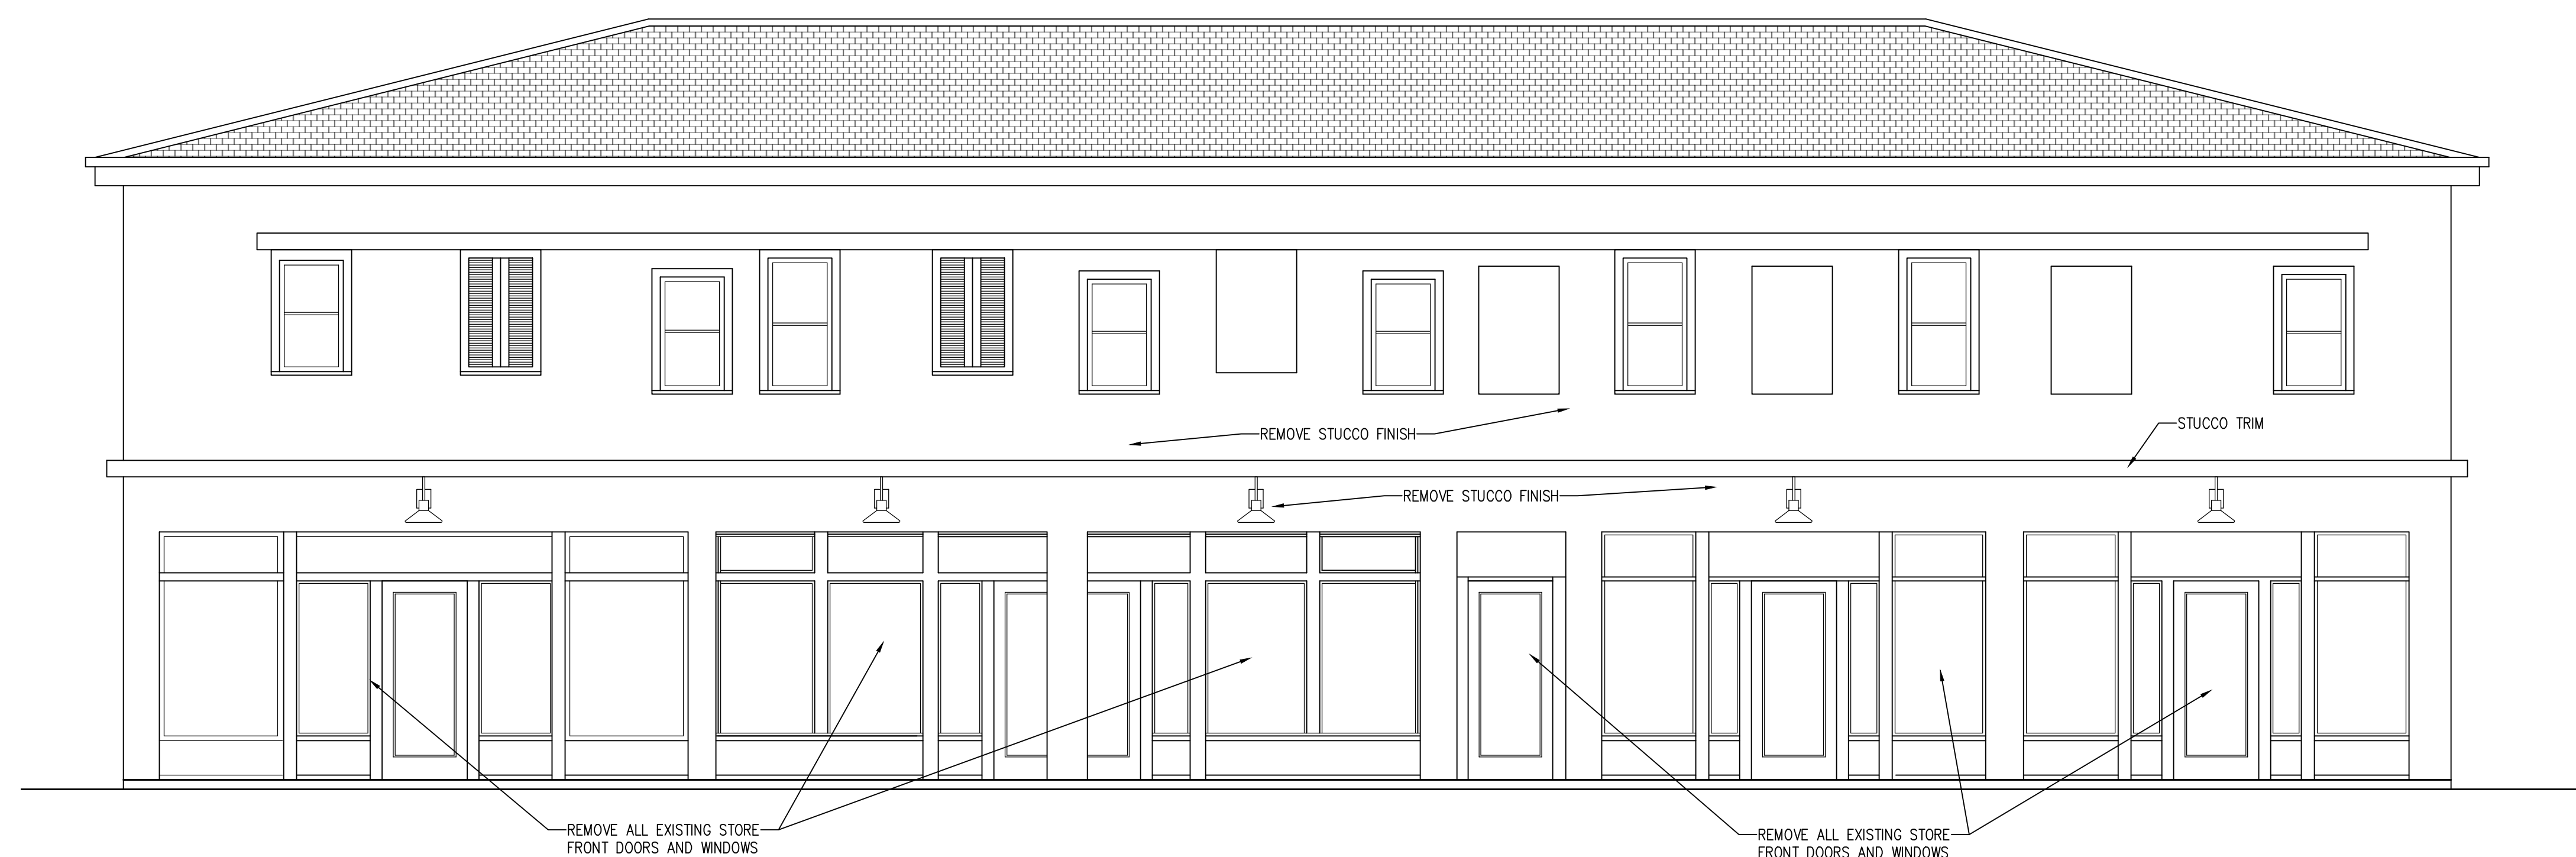 REMOVE STUCCO FINISH
STUCCO TRIM
REMOVE STUCCO FINISH
REMOVE ALL EXISTING STORE
FRONT DOORS AND WINDOWS
REMOVE ALL EXISTING STORE
FRONT DOORS AND WINDOWS